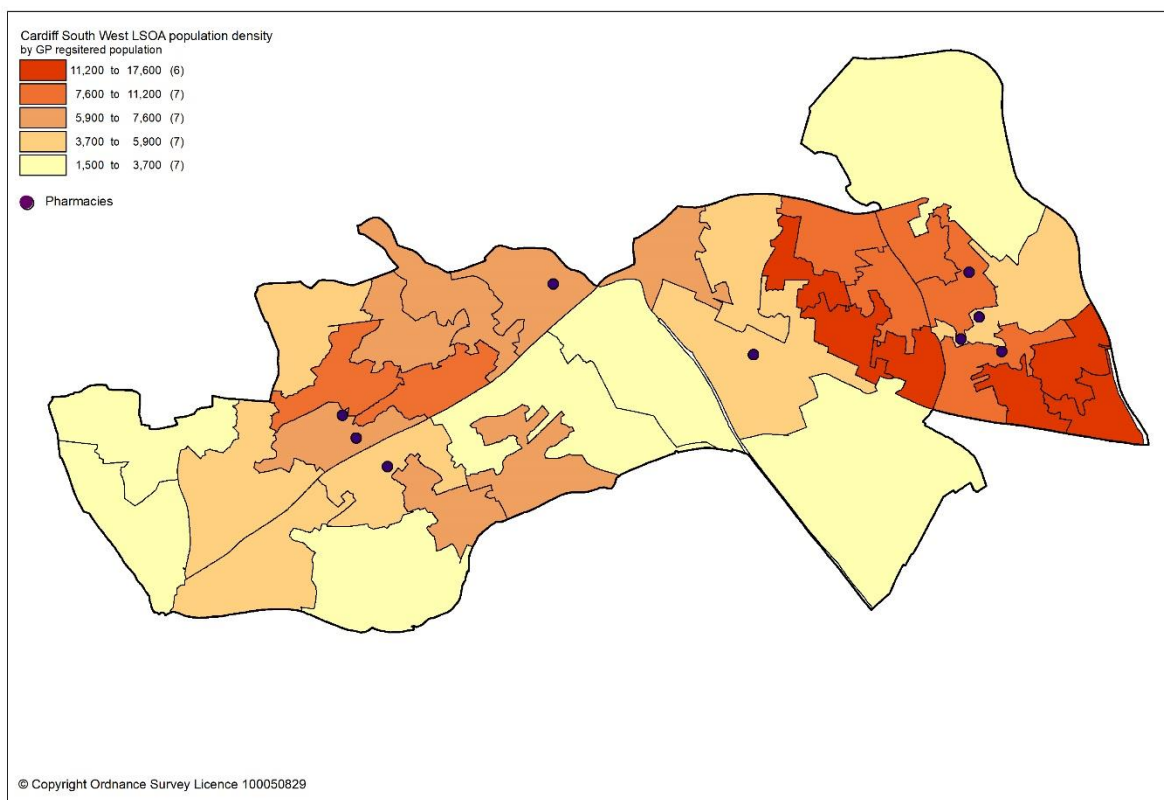 Cardiff South West LSOA population density
by GP regsitered population
11,200 to 17,600 (6)
7,600 to 11,200 (7)
5,900 to 7,600 (7)
3,700 to 5,900 (7)
1,500 to 3,700 (7)
Pharmacies
© Copyright Ordnance Survey Licence 100050829